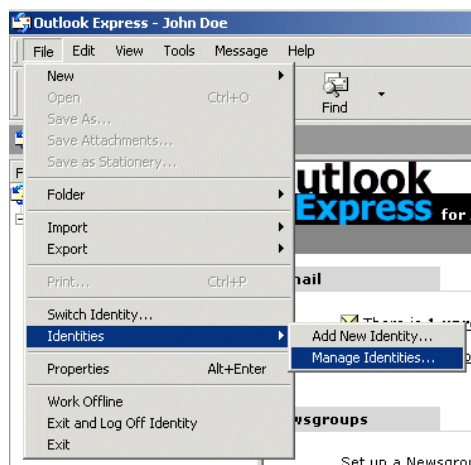 Outlook Express - John Doe
File Edit View Tools Message Help
New
Open Ctrl+O
Find
Save As...
Save Attachments...
Save as Stationery...
F
Folder
utlook
Express for
Import
Export
Print... Ctrl+P
mail
Switch Identity...
There is 1
Identities
Add New Identity...
Manage Identities...
Properties Alt+Enter
Work Offline
Exit and Log Off Identity
wsgroups
Exit
Set up a Newsgrou